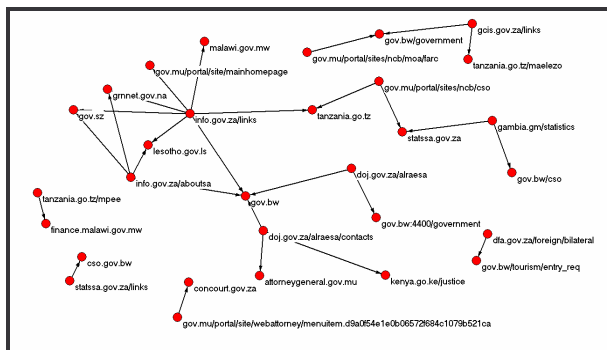 gcis.gov.za/links
gov.bw/government
malawi.gov.mw
gov.mu/portal/sites/ncb/moa/farc
tanzania.go.tz/maelezo
gov.mu/portal/site/mainhomepage
gov.mu/portal/sites/ncb/cso
grnnet.gov.na
gov.sz
info.gov.za/links
tanzania.go.tz
gambia.gm/statistics
statssa.gov.za
lesotho.gov.ls
gov.bw/cso
doj.gov.za/alraesa
info.gov.za/aboutsa
tanzania.go.tz/mpee
gov.bw
gov.bw:4400/government
finance.malawi.gov.mw
doj.gov.za/alraesa/contacts
dfa.gov.za/foreign/bilateral
cso.gov.bw
gov.bw/tourism/entry_req
statssa.gov.za/links
concourt.gov.za
attorneygeneral.gov.mu
kenya.go.ke/justice
gov.mu/portal/site/webattorney/menuitem.d9a0f54e1e0b06572f684c1079b521ca